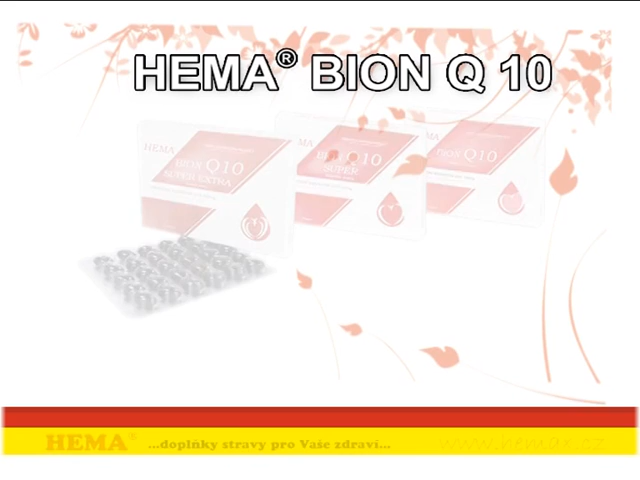 HEMA® BION Q 10
HEMA
BION Q10
SUPER EXTRA
HEMA
BION Q10
SUPER
BION Q10
HEMA® ...doplňky stravy pro Vaše zdraví... www.hemax.cz